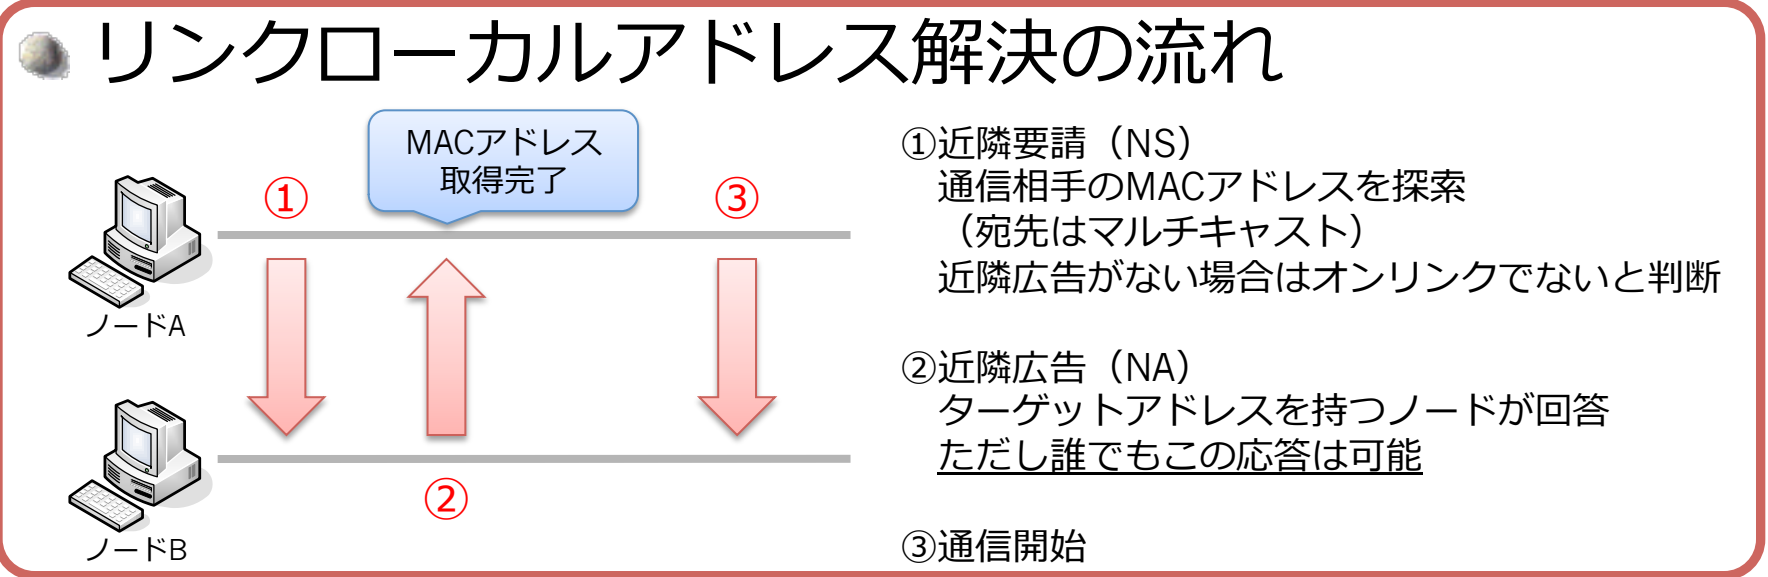 リンクローカルアドレス解決の流れ
MACアドレス
取得完了
①
③
②
ノードA
ノードB
①近隣要請（NS）
通信相手のMACアドレスを探索
（宛先はマルチキャスト）
近隣広告がない場合はオンリンクでないと判断
②近隣広告（NA）
ターゲットアドレスを持つノードが回答
ただし誰でもこの応答は可能
③通信開始